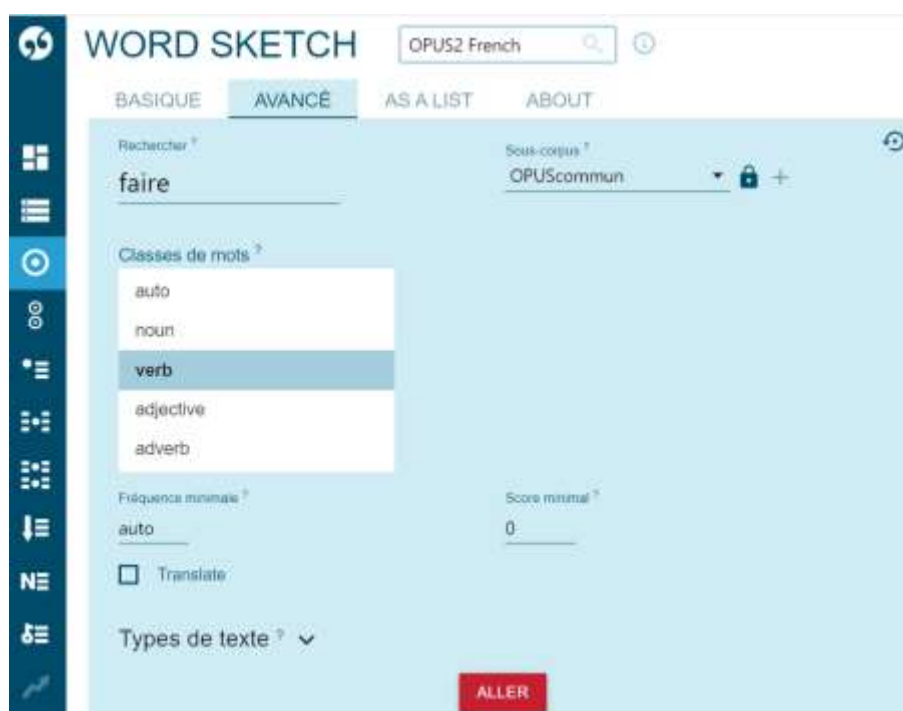 WORD SKETCH OPUS2 French
BASIQUE AVANCÉ AS A LIST ABOUT
Rechercher ? Sous-corpus ?
faire OPUScommun
Classes de mots ?
auto
noun
verb
adjective
adverb
Fréquence minimale ? Score minimal ?
auto 0
Translate
Types de texte ?
ALLER